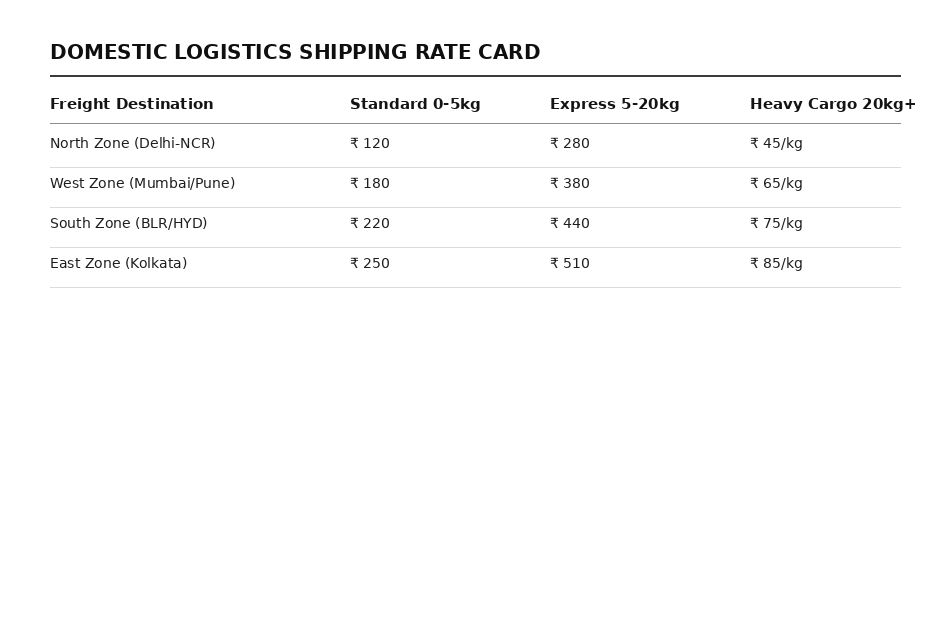 DOMESTIC LOGISTICS SHIPPING RATE CARD
Freight Destination Standard 0-5kg Express 5-20kg Heavy Cargo 20kg+
North Zone (Delhi-NCR) ₹ 120 ₹ 280 ₹ 45/kg
West Zone (Mumbai/Pune) ₹ 180 ₹ 380 ₹ 65/kg
South Zone (BLR/HYD) ₹ 220 ₹ 440 ₹ 75/kg
East Zone (Kolkata) ₹ 250 ₹ 510 ₹ 85/kg